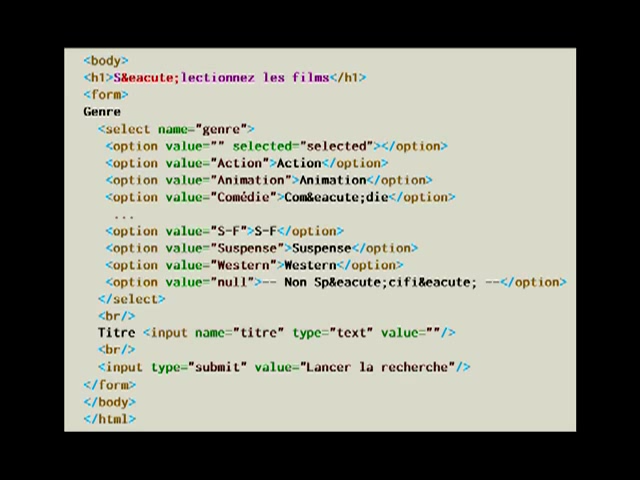 <body>
<h1>S&eacute;lectionnez les films</h1>
<form>
Genre
<select name="genre">
<option value="" selected="selected"></option>
<option value="Action">Action</option>
<option value="Animation">Animation</option>
<option value="Comédie">Com&eacute;die</option>
...
<option value="S-F">S-F</option>
<option value="Suspense">Suspense</option>
<option value="Western">Western</option>
<option value="null">-- Non Sp&eacute;cifi&eacute; --</option>
</select>
<br/>
Titre <input name="titre" type="text" value=""/>
<br/>
<input type="submit" value="Lancer la recherche"/>
</form>
</body>
</html>